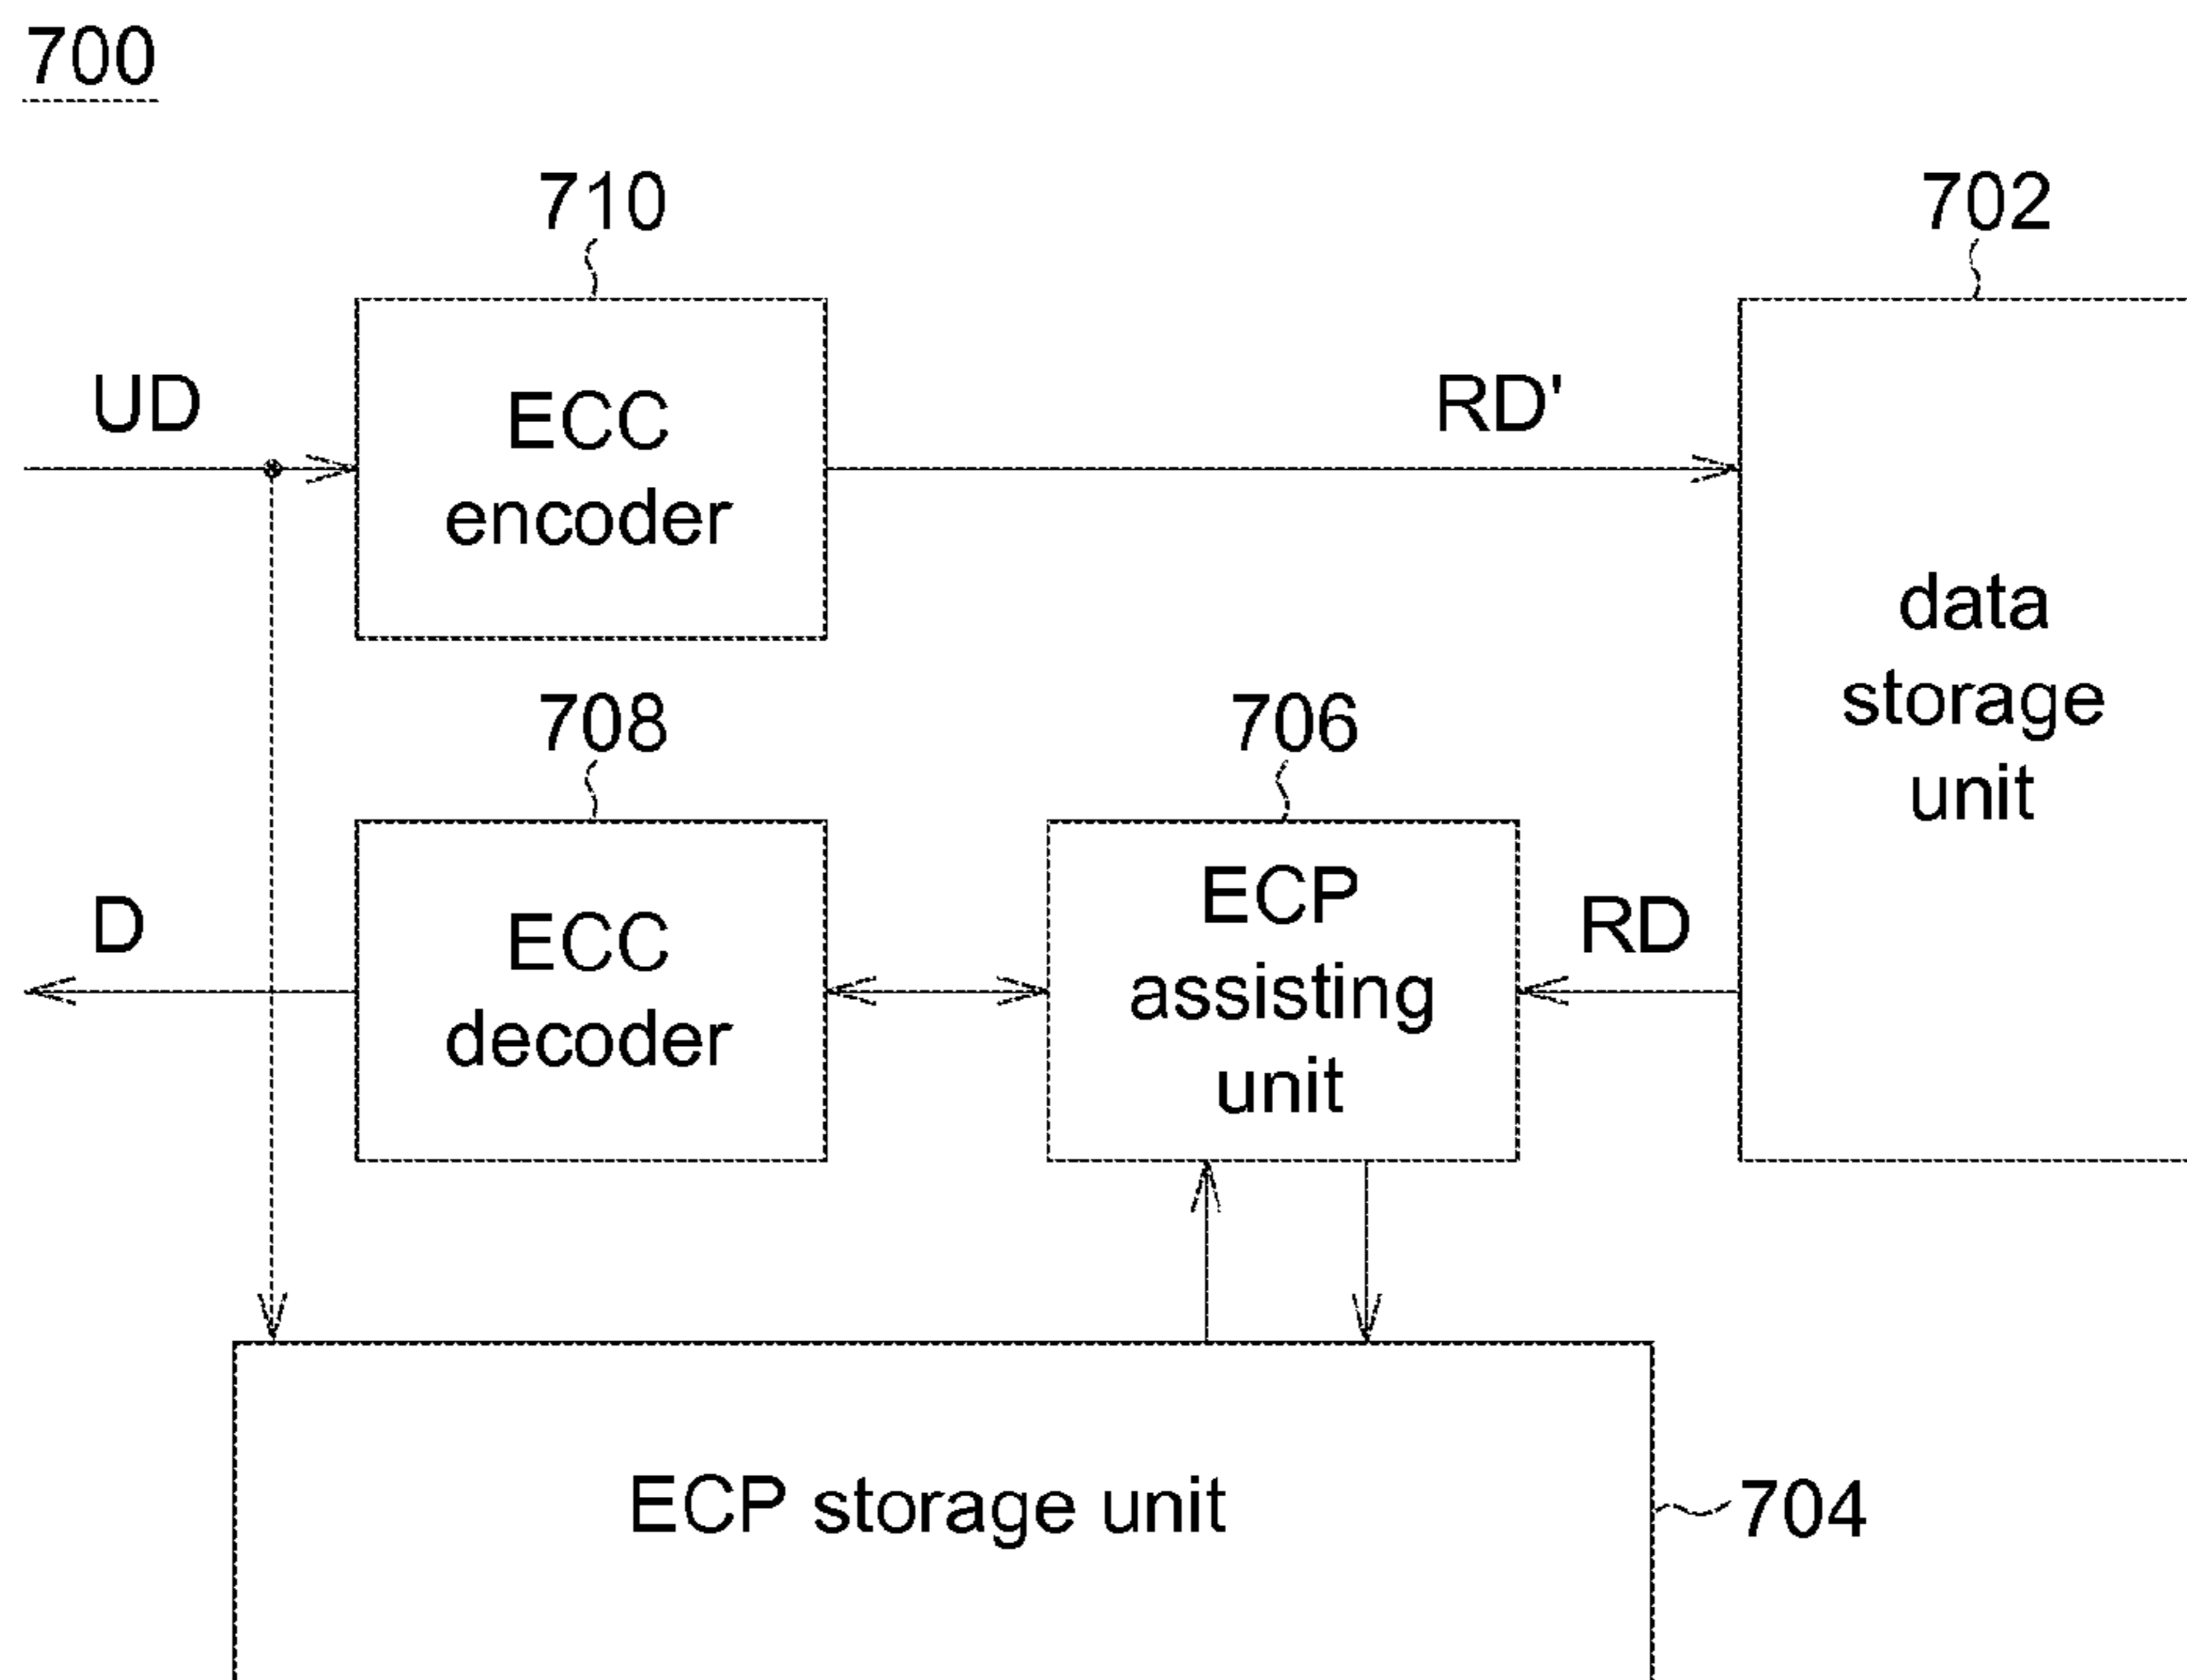 700
710
702
UD
ECC
encoder
RD'
data
storage
unit
708
706
D
ECC
decoder
ECP
assisting
unit
RD
ECP storage unit
704